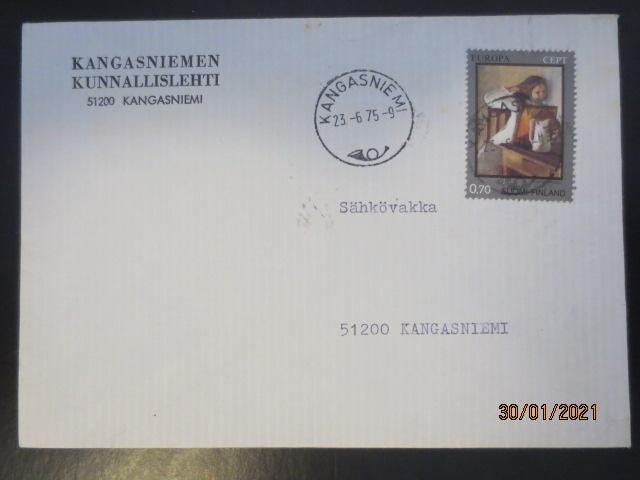 KANGASNIEMEN
KUNNALLISLEHTI
51200 KANGASNIEMI
KANGASNIEMI
23.-6 75-9
EUROPA CEPT
0,70 SUOMI-FINLAND
Sähkövakka
51200 KANGASNIEMI
30/01/2021